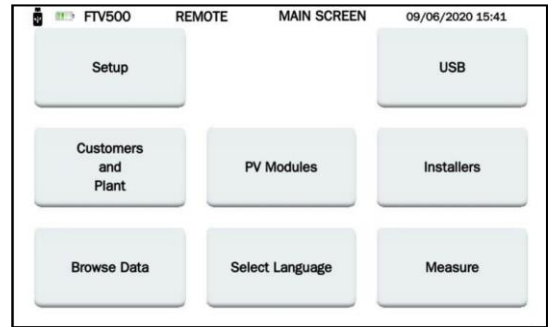 FTV500 REMOTE MAIN SCREEN 09/06/2020 15:41
Setup
USB
Customers
and
Plant
PV Modules
Installers
Browse Data
Select Language
Measure